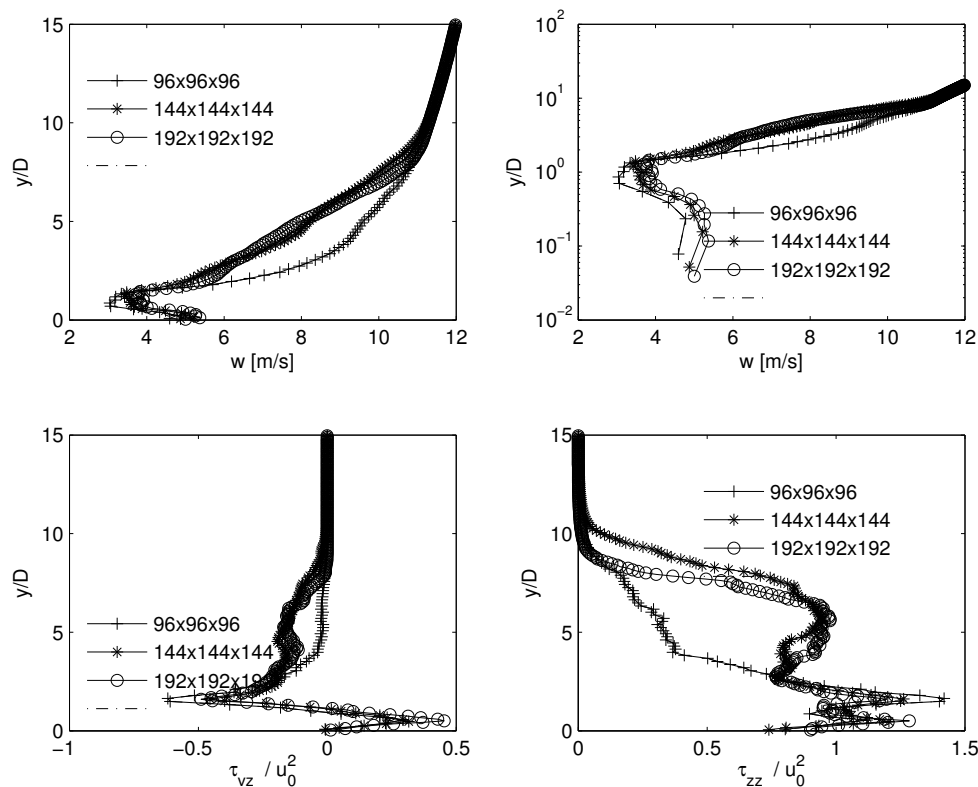 15
10
5
0
y/D
96x96x96
144x144x144
192x192x192
2 4 6 8 10 12
w [m/s]
10^2
10^1
10^0
10^-1
10^-2
y/D
96x96x96
144x144x144
192x192x192
2 4 6 8 10 12
w [m/s]
15
10
5
0
y/D
96x96x96
144x144x144
192x192x192
-1 -0.5 0 0.5
τ_vz / u_0^2
15
10
5
0
y/D
96x96x96
144x144x144
192x192x192
0 0.5 1 1.5
τ_zz / u_0^2